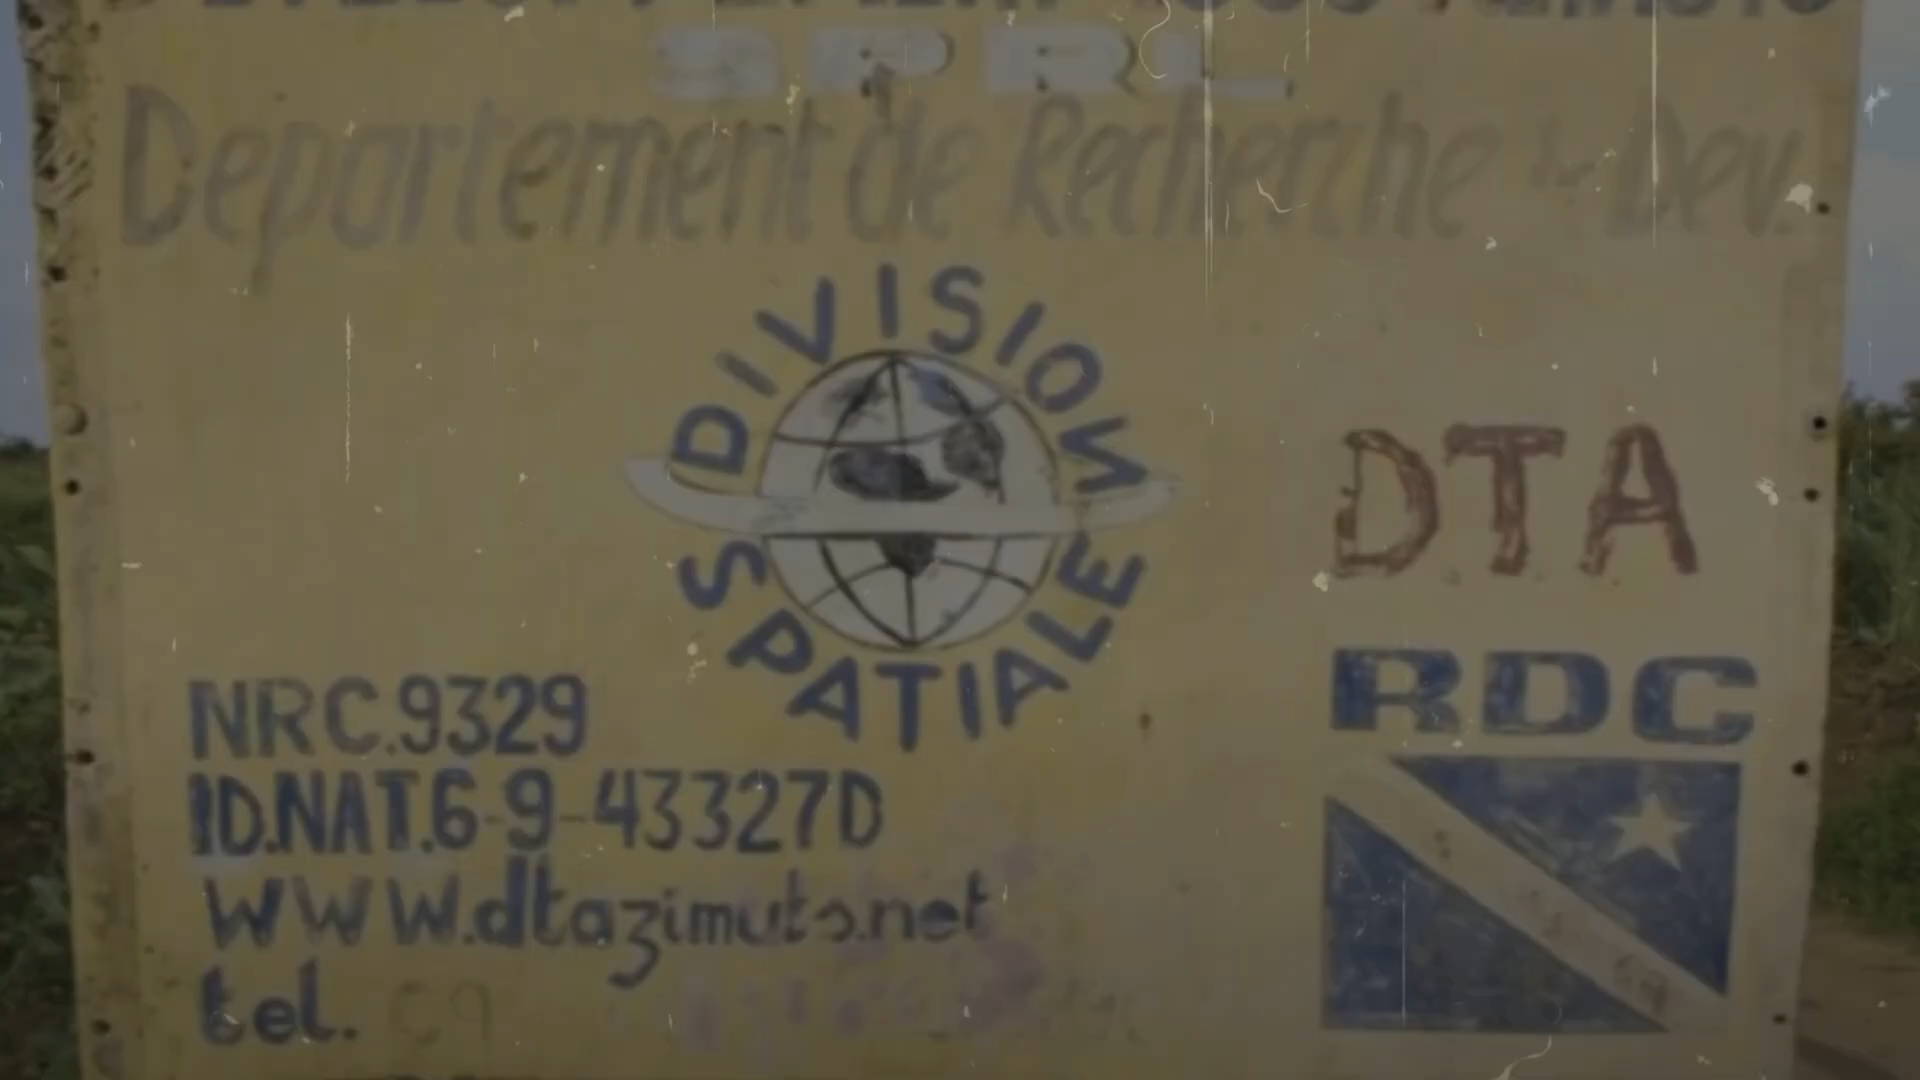 SPRL
Departement de Recherche & Dev.
DIVISION
SPATIALE
DTA
RDC
NRC.9329
ID.NAT.6-9-43327D
WWW.dtazimuts.net
tel.